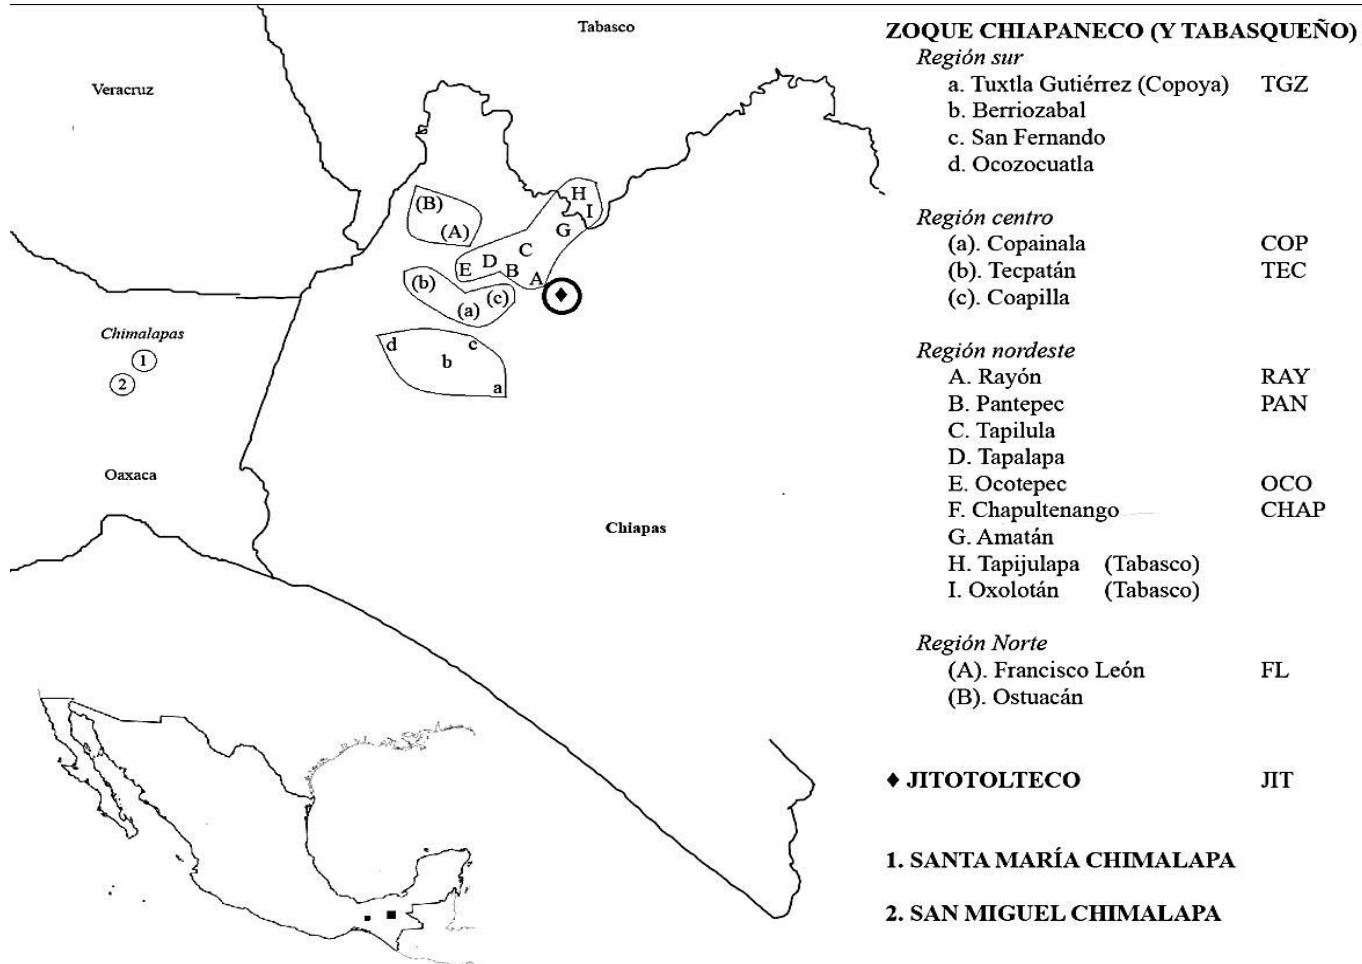 Tabasco
Veracruz
(B)
(A)
H
I
G
C
D
E
B
A
(b)
(c)
(a)
♦
Chimalapas
1
2
d
c
b
a
Oaxaca
Chiapas
ZOQUE CHIAPANECO (Y TABASQUEÑO)
Región sur
a. Tuxtla Gutiérrez (Copoya) TGZ
b. Berriozabal
c. San Fernando
d. Ocozocuatla
Región centro
(a). Copainala COP
(b). Tecpatán TEC
(c). Coapilla
Región nordeste
A. Rayón RAY
B. Pantepec PAN
C. Tapilula
D. Tapalapa
E. Ocotepec OCO
F. Chapultenango CHAP
G. Amatán
H. Tapijulapa (Tabasco)
I. Oxolotán (Tabasco)
Región Norte
(A). Francisco León FL
(B). Ostuacán
♦ JITOTOLTECO JIT
1. SANTA MARÍA CHIMALAPA
2. SAN MIGUEL CHIMALAPA